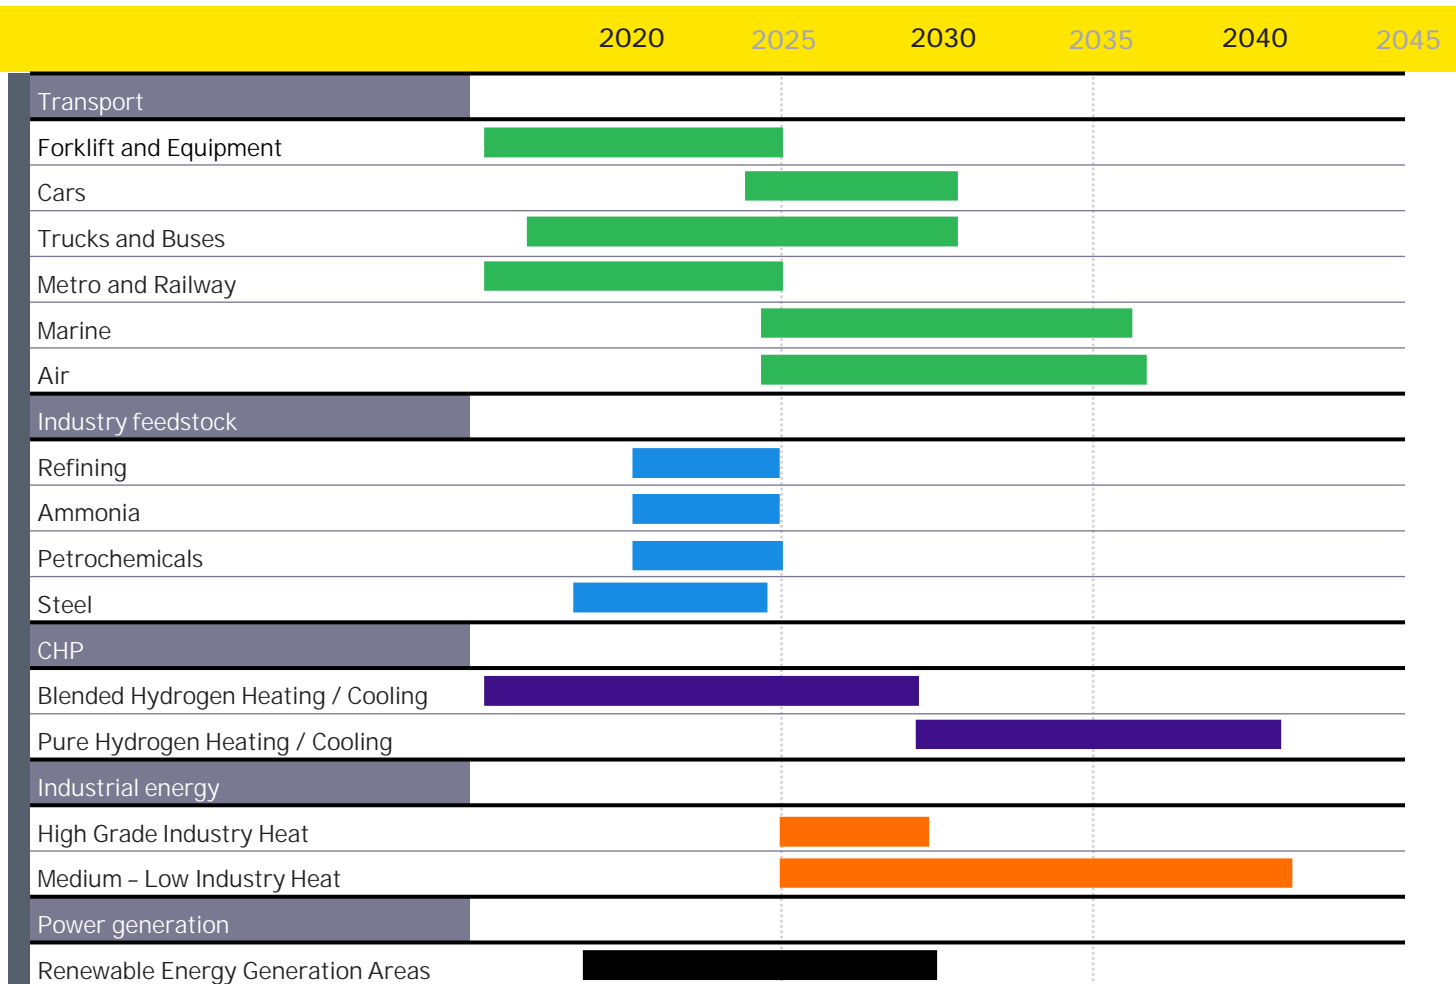 2020 2025 2030 2035 2040 2045
Transport
Forklift and Equipment
Cars
Trucks and Buses
Metro and Railway
Marine
Air
Industry feedstock
Refining
Ammonia
Petrochemicals
Steel
CHP
Blended Hydrogen Heating / Cooling
Pure Hydrogen Heating / Cooling
Industrial energy
High Grade Industry Heat
Medium – Low Industry Heat
Power generation
Renewable Energy Generation Areas